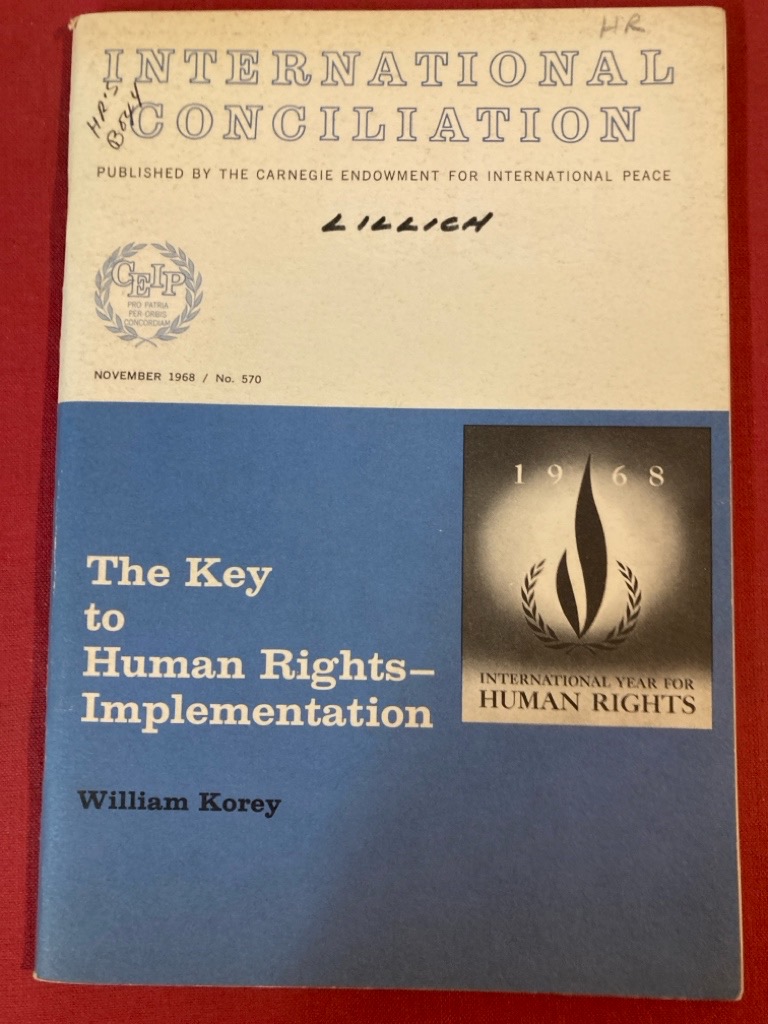 HR
INTERNATIONAL
HR'S
CONCILIATION
PUBLISHED BY THE CARNEGIE ENDOWMENT FOR INTERNATIONAL PEACE
LILLICH
CEIP
PRO PATRIA
PER ORBIS
CONCORDIAM
NOVEMBER 1968 / No. 570
1968
The Key
to
Human Rights–
Implementation
INTERNATIONAL YEAR FOR
HUMAN RIGHTS
William Korey